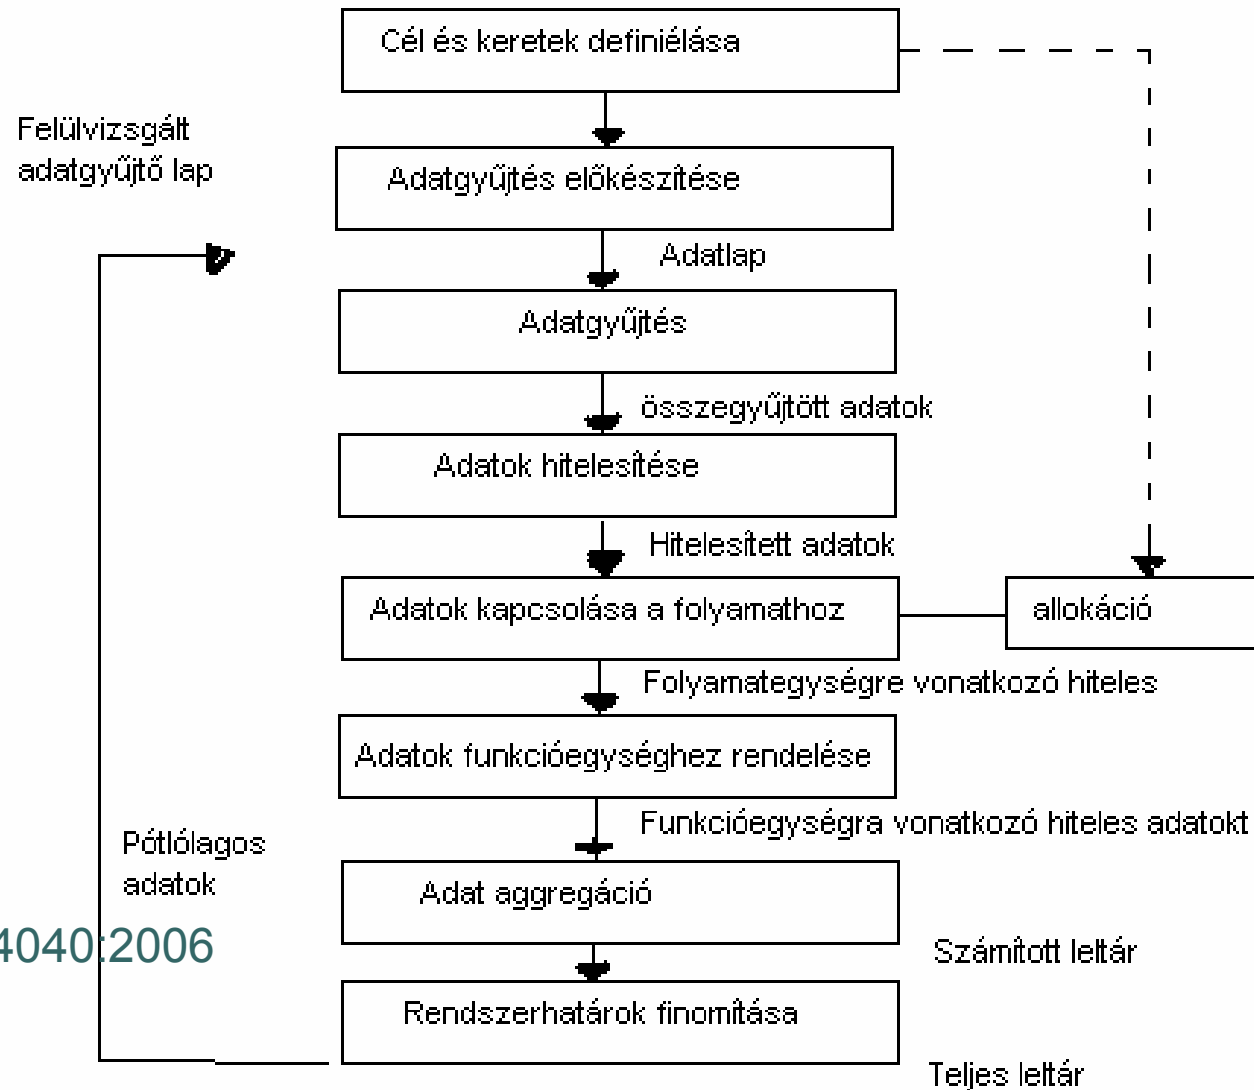 Cél és keretek definiélása
Felülvizsgált
adatgyűjtő lap
Adatgyűjtés előkészítése
Adatlap
Adatgyűjtés
összegyűjtött adatok
Adatok hitelesítése
Hitelesített adatok
Adatok kapcsolása a folyamathoz
allokáció
Folyamategységre vonatkozó hiteles
Adatok funkcióegységhez rendelése
Funkcióegységra vonatkozó hiteles adatokt
Pótlólagos
adatok
Adat aggregáció
4040:2006
Számított leltár
Rendszerhatárok finomítása
Teljes leltár